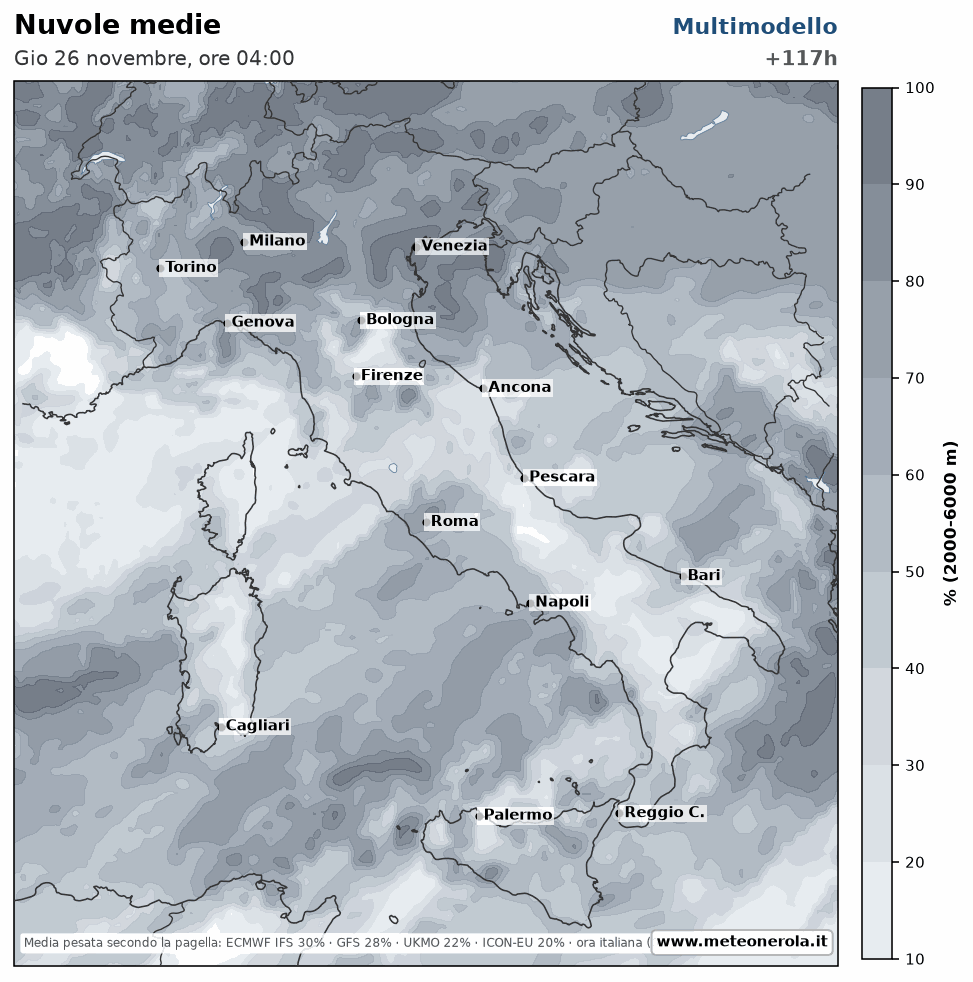 Nuvole medie
Multimodello
Gio 26 novembre, ore 04:00
+117h
100
90
80
70
60
50
40
30
20
10
% (2000-6000 m)
Milano
Venezia
Torino
Genova
Bologna
Firenze
Ancona
Pescara
Roma
Bari
Napoli
Cagliari
Palermo
Reggio C.
Media pesata secondo la pagella: ECMWF IFS 30% · GFS 28% · UKMO 22% · ICON-EU 20% · ora italiana (
www.meteonerola.it